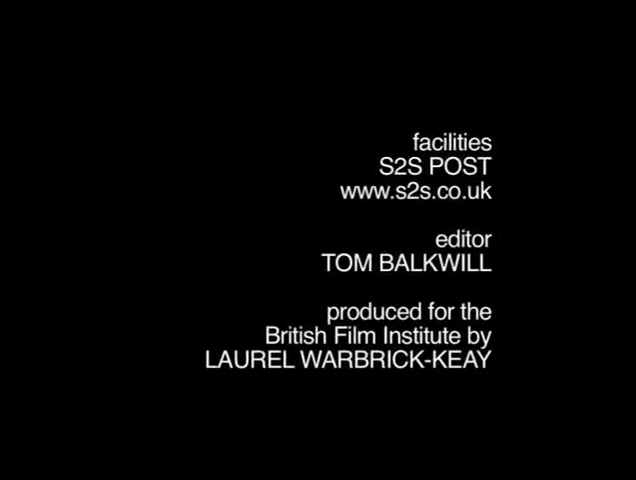 facilities
S2S POST
www.s2s.co.uk
editor
TOM BALKWILL
produced for the
British Film Institute by
LAUREL WARBRICK-KEAY